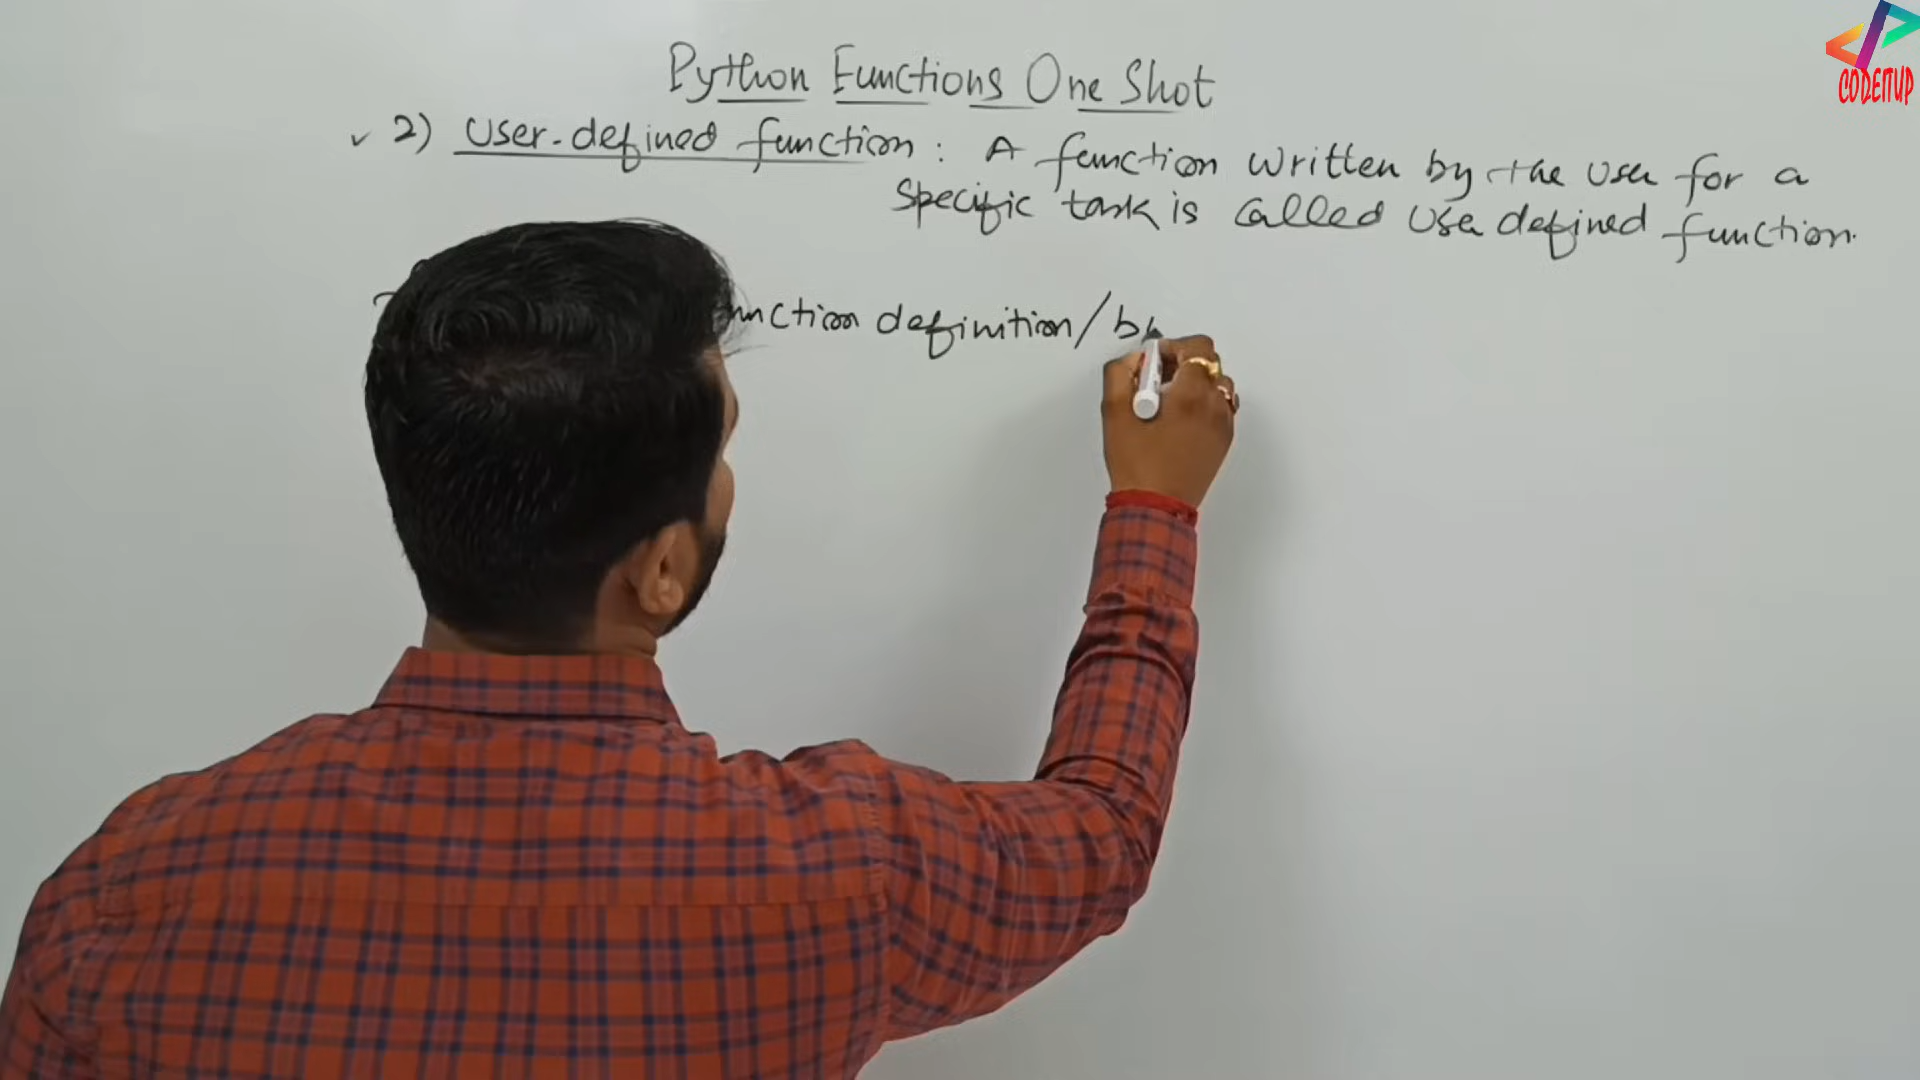 Python Functions One Shot
CODEITUP
✓ 2) User-defined function : A function written by the user for a
specific task is called user defined function.
function definition/